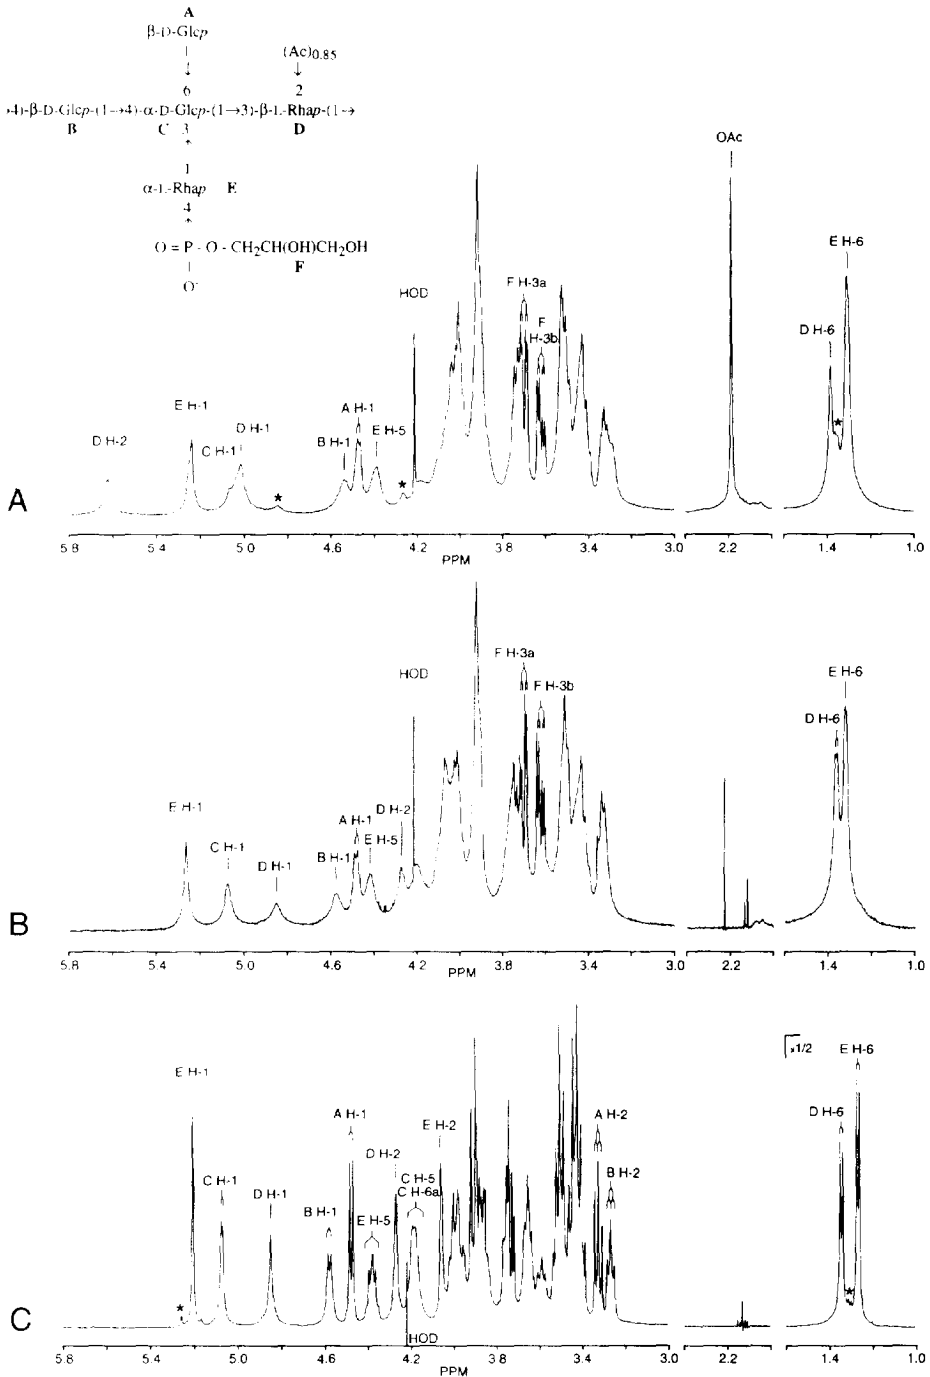 A
β-D-Glcp
(Ac)0.85
6 2
→4)-β-D-Glcp-(1→4)-α-D-Glcp-(1→3)-β-L-Rhap-(1→
B C 3 D
1
α-L-Rhap E
4
O = P - O - CH₂CH(OH)CH₂OH
F
O⁻
OAc
E H-6
D H-6
*
HOD
F H-3a
F
H-3b
D H-2
E H-1
C H-1
D H-1
B H-1
A H-1
E H-5
*
*
A
5.8 5.4 5.0 4.6 4.2 3.8 3.4 3.0 2.2 1.4 1.0
PPM
HOD
F H-3a
F H-3b
E H-6
D H-6
E H-1
C H-1
D H-1
B H-1
A H-1
E H-5
D H-2
B
5.8 5.4 5.0 4.6 4.2 3.8 3.4 3.0 2.2 1.4 1.0
PPM
x1/2
E H-6
D H-6
*
E H-1
*
C H-1
D H-1
B H-1
A H-1
E H-5
D H-2
C H-5
C H-6a
E H-2
A H-2
B H-2
C
HOD
5.8 5.4 5.0 4.6 4.2 3.8 3.4 3.0 2.2 1.4 1.0
PPM